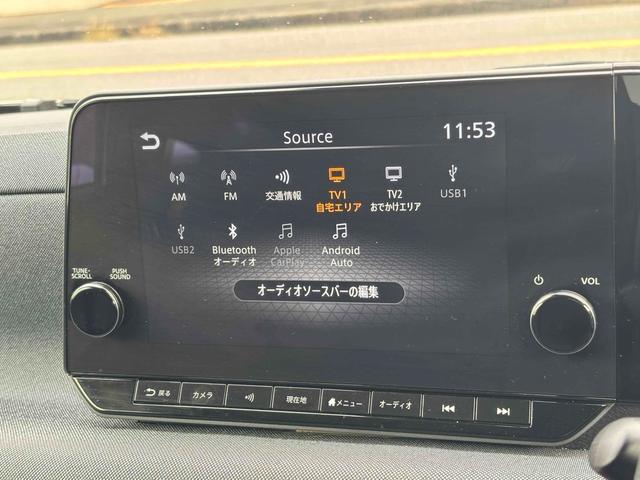 Source
11:53
AM
FM
交通情報
TV1
自宅エリア
TV2
おでかけエリア
USB1
USB2
Bluetooth
オーディオ
Apple
CarPlay
Android
Auto
オーディオソースバーの編集
TUNE・
SCROLL
PUSH
SOUND
VOL
戻る
カメラ
現在地
メニュー
オーディオ